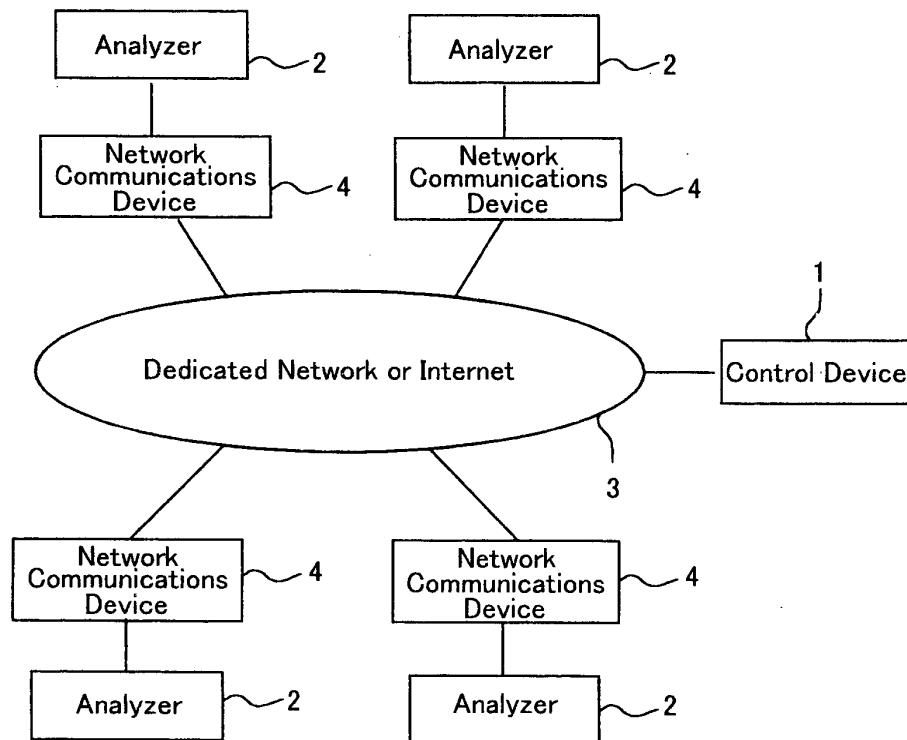 Analyzer
2
Analyzer
2
Network
Communications
Device
4
Network
Communications
Device
4
1
Dedicated Network or Internet
Control Device
3
Network
Communications
Device
4
Network
Communications
Device
4
Analyzer
2
Analyzer
2